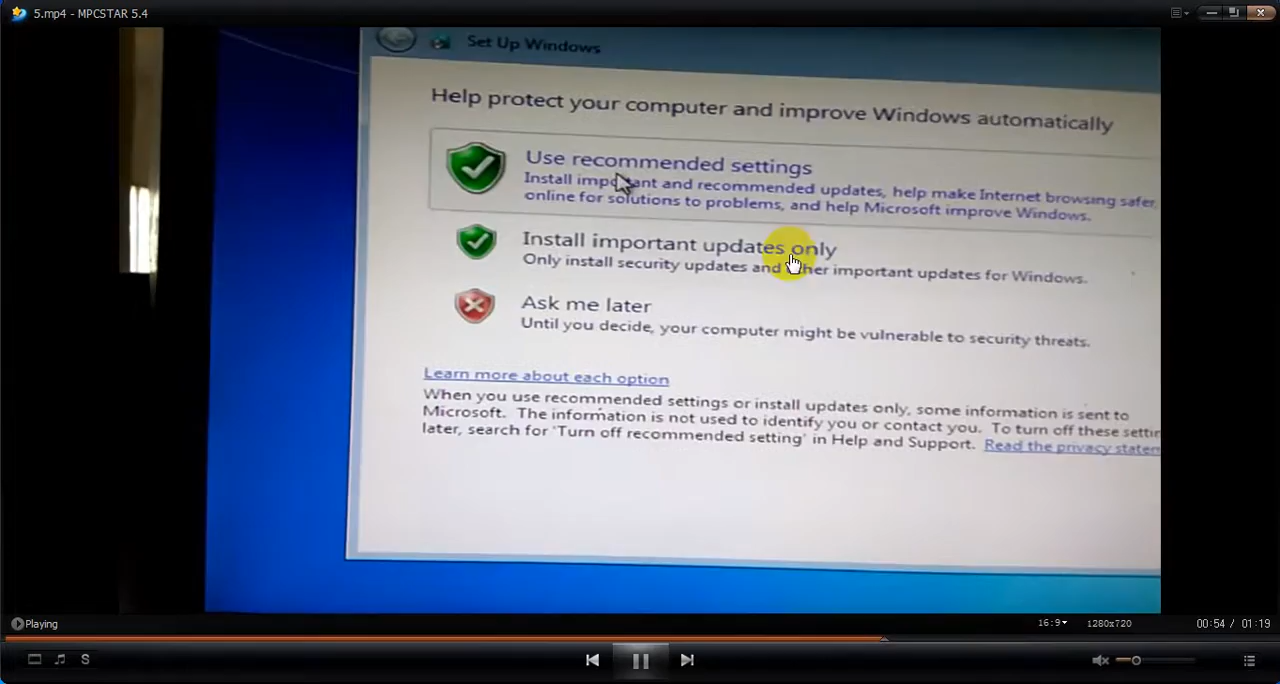 5.mp4 - MPCSTAR 5.4
Set Up Windows
Help protect your computer and improve Windows automatically
Use recommended settings
Install important and recommended updates, help make Internet browsing safer,
online for solutions to problems, and help Microsoft improve Windows.
Install important updates only
Only install security updates and other important updates for Windows.
Ask me later
Until you decide, your computer might be vulnerable to security threats.
Learn more about each option
When you use recommended settings or install updates only, some information is sent to
Microsoft. The information is not used to identify you or contact you. To turn off these settin
later, search for 'Turn off recommended setting' in Help and Support. Read the privacy statem
Playing
16:9
1280x720
00:54 / 01:19
S